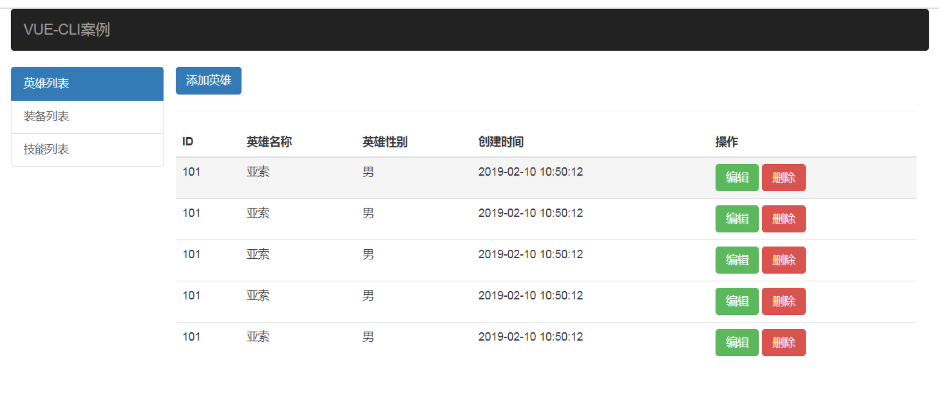 VUE-CLI案例
英雄列表
装备列表
技能列表
添加英雄
ID 英雄名称 英雄性别 创建时间 操作
101 亚索 男 2019-02-10 10:50:12 编辑 删除
101 亚索 男 2019-02-10 10:50:12 编辑 删除
101 亚索 男 2019-02-10 10:50:12 编辑 删除
101 亚索 男 2019-02-10 10:50:12 编辑 删除
101 亚索 男 2019-02-10 10:50:12 编辑 删除